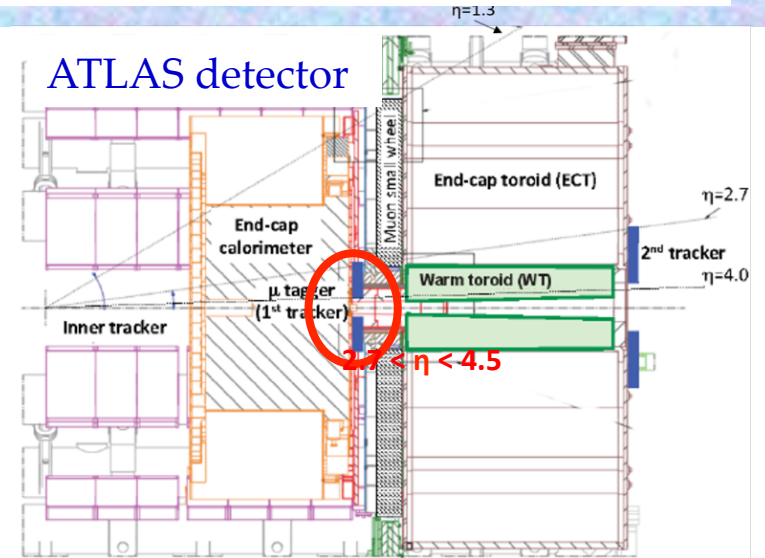 η=1.3
ATLAS detector
Muon small wheel
End-cap toroid (ECT)
η=2.7
End-cap
calorimeter
2nd tracker
η=4.0
Warm toroid (WT)
μ tagger
(1st tracker)
Inner tracker
2.7 < η < 4.5